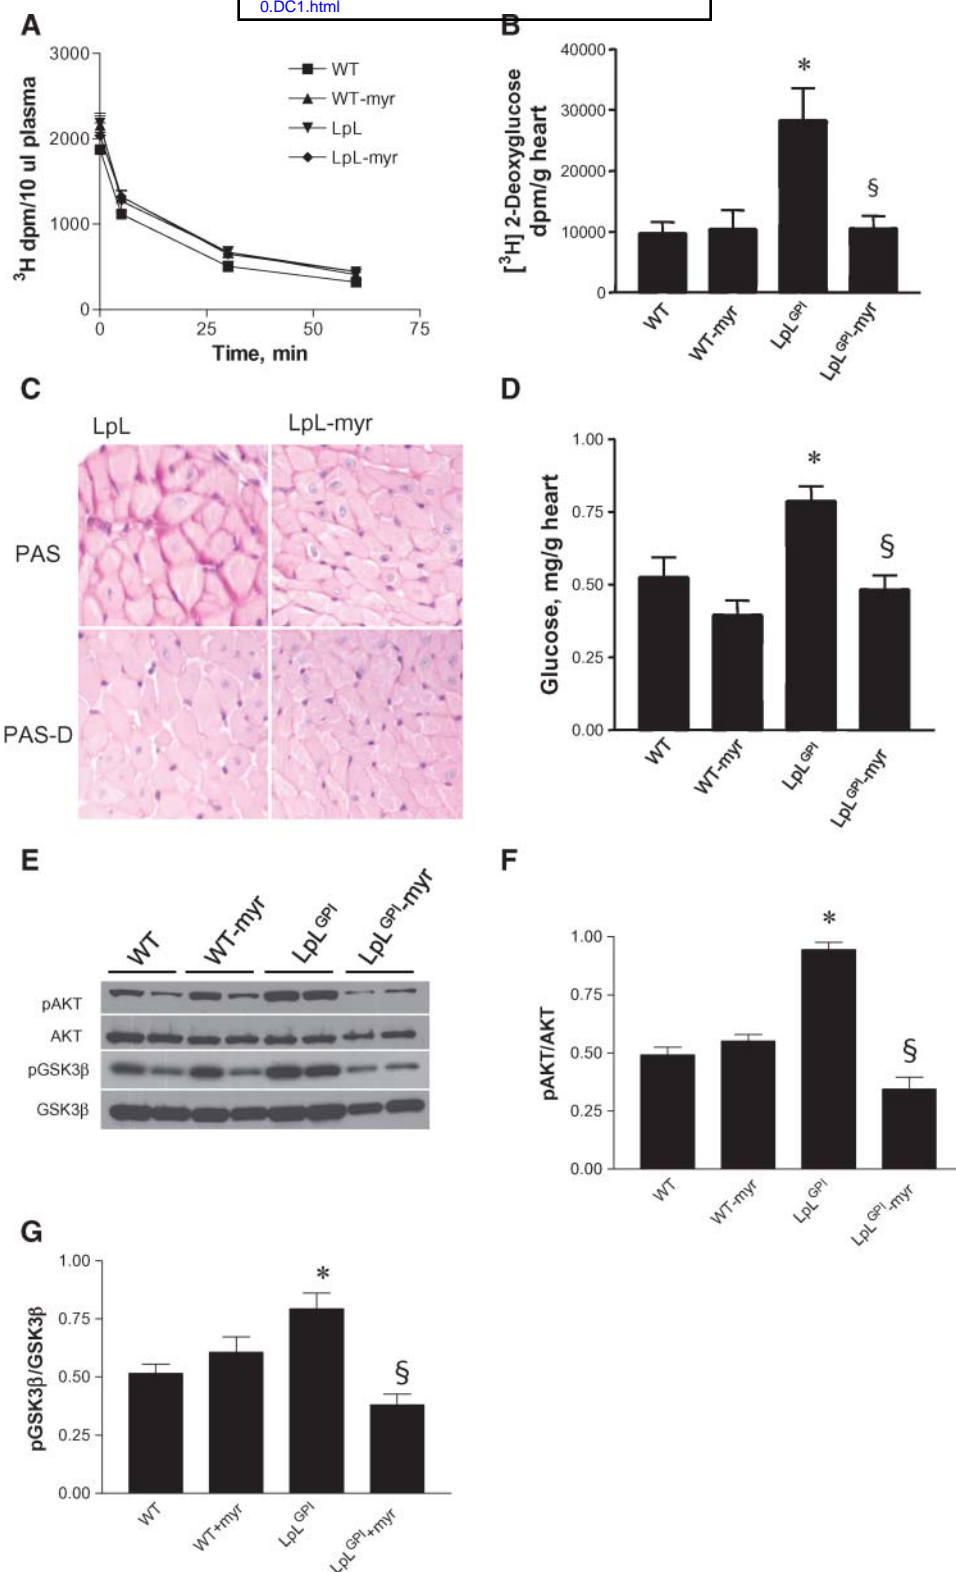 0.DC1.html
A
3000
2000
1000
0
0
25
50
75
³H dpm/10 ul plasma
Time, min
WT
WT-myr
LpL
LpL-myr
B
40000
30000
20000
10000
0
[³H] 2-Deoxyglucose
dpm/g heart
*
§
WT
WT-myr
LpL^GPI
LpL^GPI-myr
C
LpL
LpL-myr
PAS
PAS-D
D
1.00
0.75
0.50
0.25
0.00
Glucose, mg/g heart
*
§
WT
WT-myr
LpL^GPI
LpL^GPI-myr
E
WT
WT-myr
LpL^GPI
LpL^GPI-myr
pAKT
AKT
pGSK3β
GSK3β
F
1.00
0.75
0.50
0.25
0.00
pAKT/AKT
*
§
WT
WT-myr
LpL^GPI
LpL^GPI-myr
G
1.00
0.75
0.50
0.25
0.00
pGSK3β/GSK3β
*
§
WT
WT+myr
LpL^GPI
LpL^GPI+myr